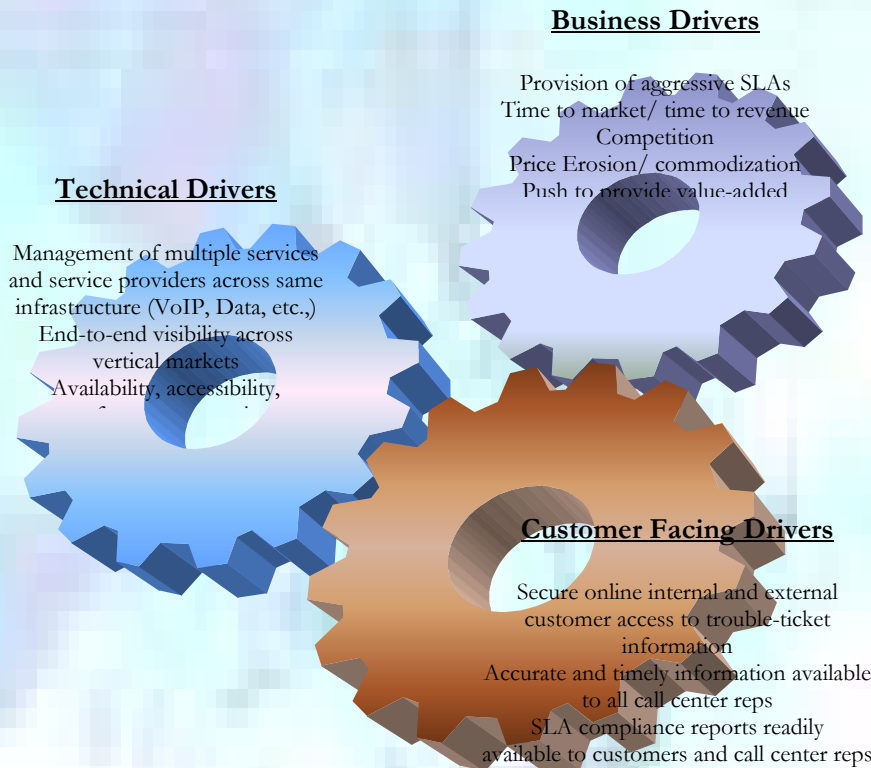 Business Drivers
Provision of aggressive SLAs
Time to market/ time to revenue
Competition
Price Erosion/ commodization
Push to provide value-added
Technical Drivers
Management of multiple services
and service providers across same
infrastructure (VoIP, Data, etc.,)
End-to-end visibility across
vertical markets
Availability, accessibility,
Customer Facing Drivers
Secure online internal and external
customer access to trouble-ticket
information
Accurate and timely information available
to all call center reps
SLA compliance reports readily
available to customers and call center reps